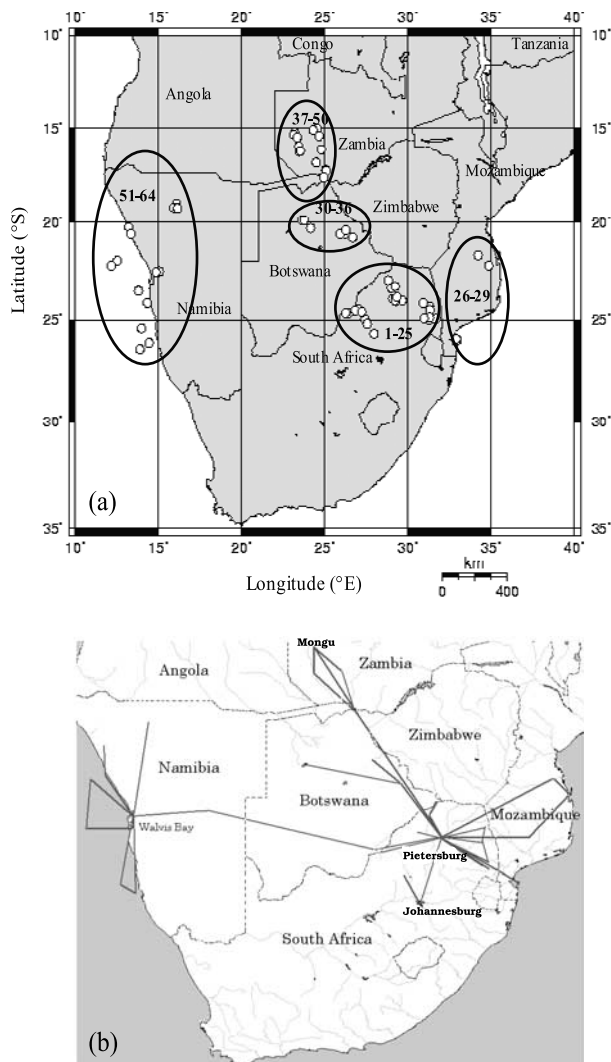 10˚ 15˚ 20˚ 25˚ 30˚ 35˚ 40˚
10˚ 10˚
Congo Tanzania
Angola
37-50
15˚ 15˚
Zambia
Mozambique
51-64
30-36 Zimbabwe
20˚ 20˚
Botswana
26-29
Namibia
1-25
25˚ 25˚
South Africa
30˚ 30˚
(a)
35˚ 35˚
10˚ 15˚ 20˚ 25˚ 30˚ 35˚ 40˚
Latitude (°S)
Longitude (°E)
km
0 400
Mongu
Angola
Zambia
Zimbabwe
Namibia
Botswana
Mozambique
Walvis Bay
Pietersburg
Johannesburg
South Africa
(b)